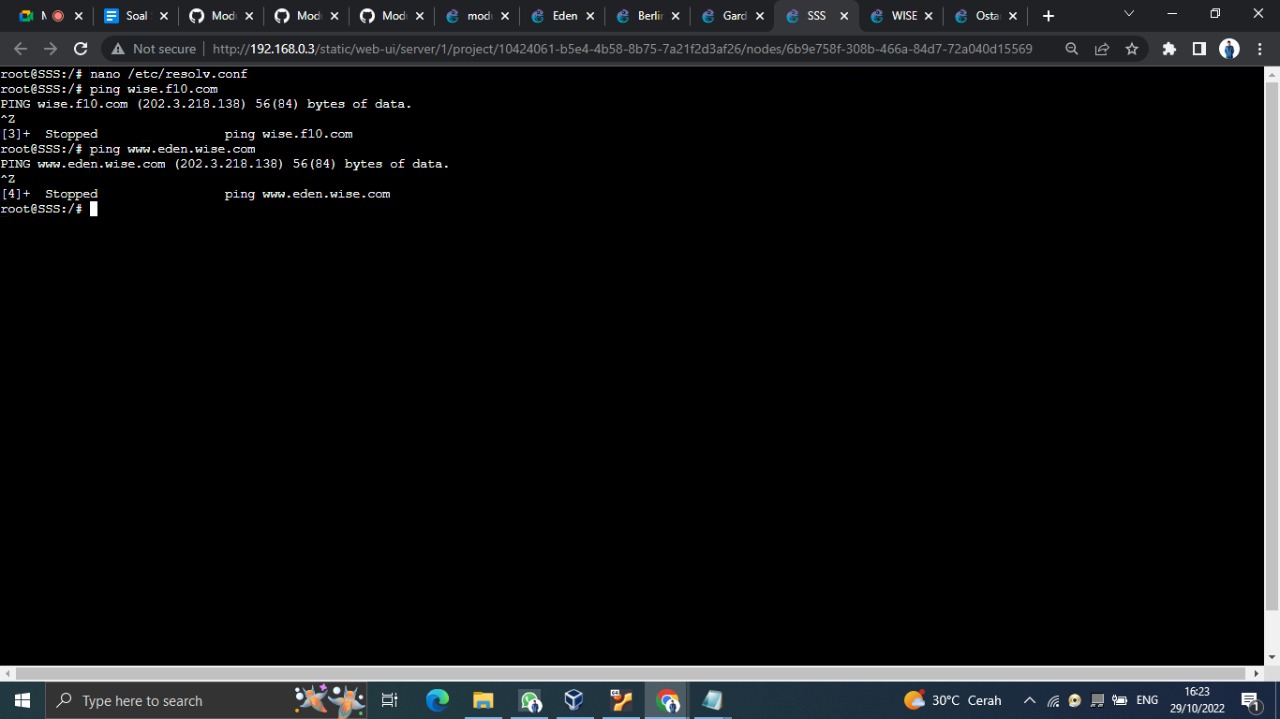 M
Soal
Modu
Modu
Modu
modu
Eden
Berlin
Gard
SSS
WISE
Osta
Not secure
http://192.168.0.3/static/web-ui/server/1/project/10424061-b5e4-4b58-8b75-7a21f2d3af26/nodes/6b9e758f-308b-466a-84d7-72a040d15569
root@SSS:/# nano /etc/resolv.conf
root@SSS:/# ping wise.f10.com
PING wise.f10.com (202.3.218.138) 56(84) bytes of data.
^Z
[3]+  Stopped                 ping wise.f10.com
root@SSS:/# ping www.eden.wise.com
PING www.eden.wise.com (202.3.218.138) 56(84) bytes of data.
^Z
[4]+  Stopped                 ping www.eden.wise.com
root@SSS:/#
Type here to search
30°C Cerah
ENG
16:23
29/10/2022
1